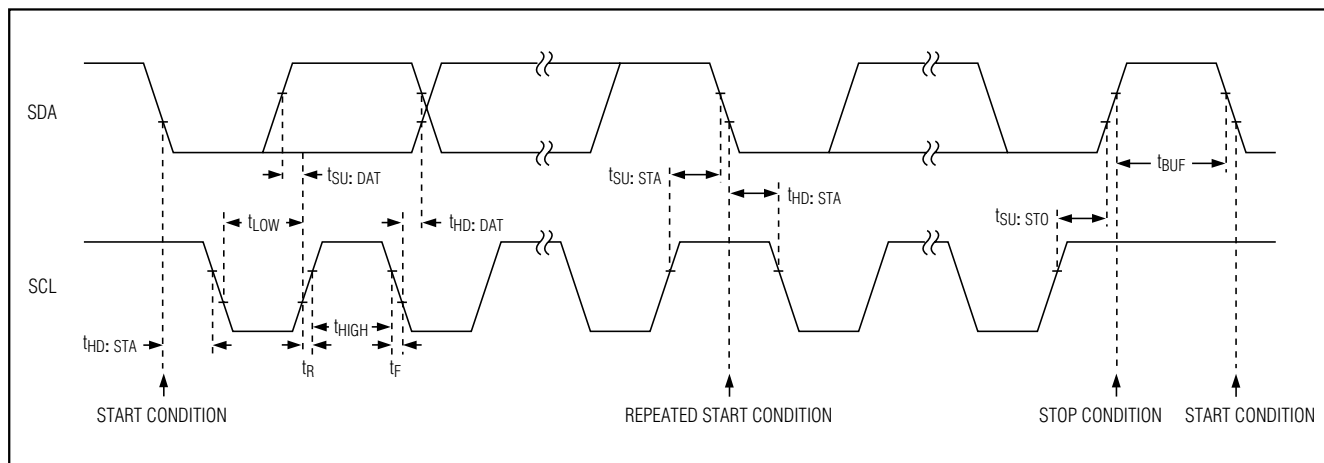 SDA
tSU: DAT
tLOW
tHD: DAT
tSU: STA
tHD: STA
tBUF
tSU: STO
SCL
tHD: STA
tR
tHIGH
tF
START CONDITION
REPEATED START CONDITION
STOP CONDITION
START CONDITION